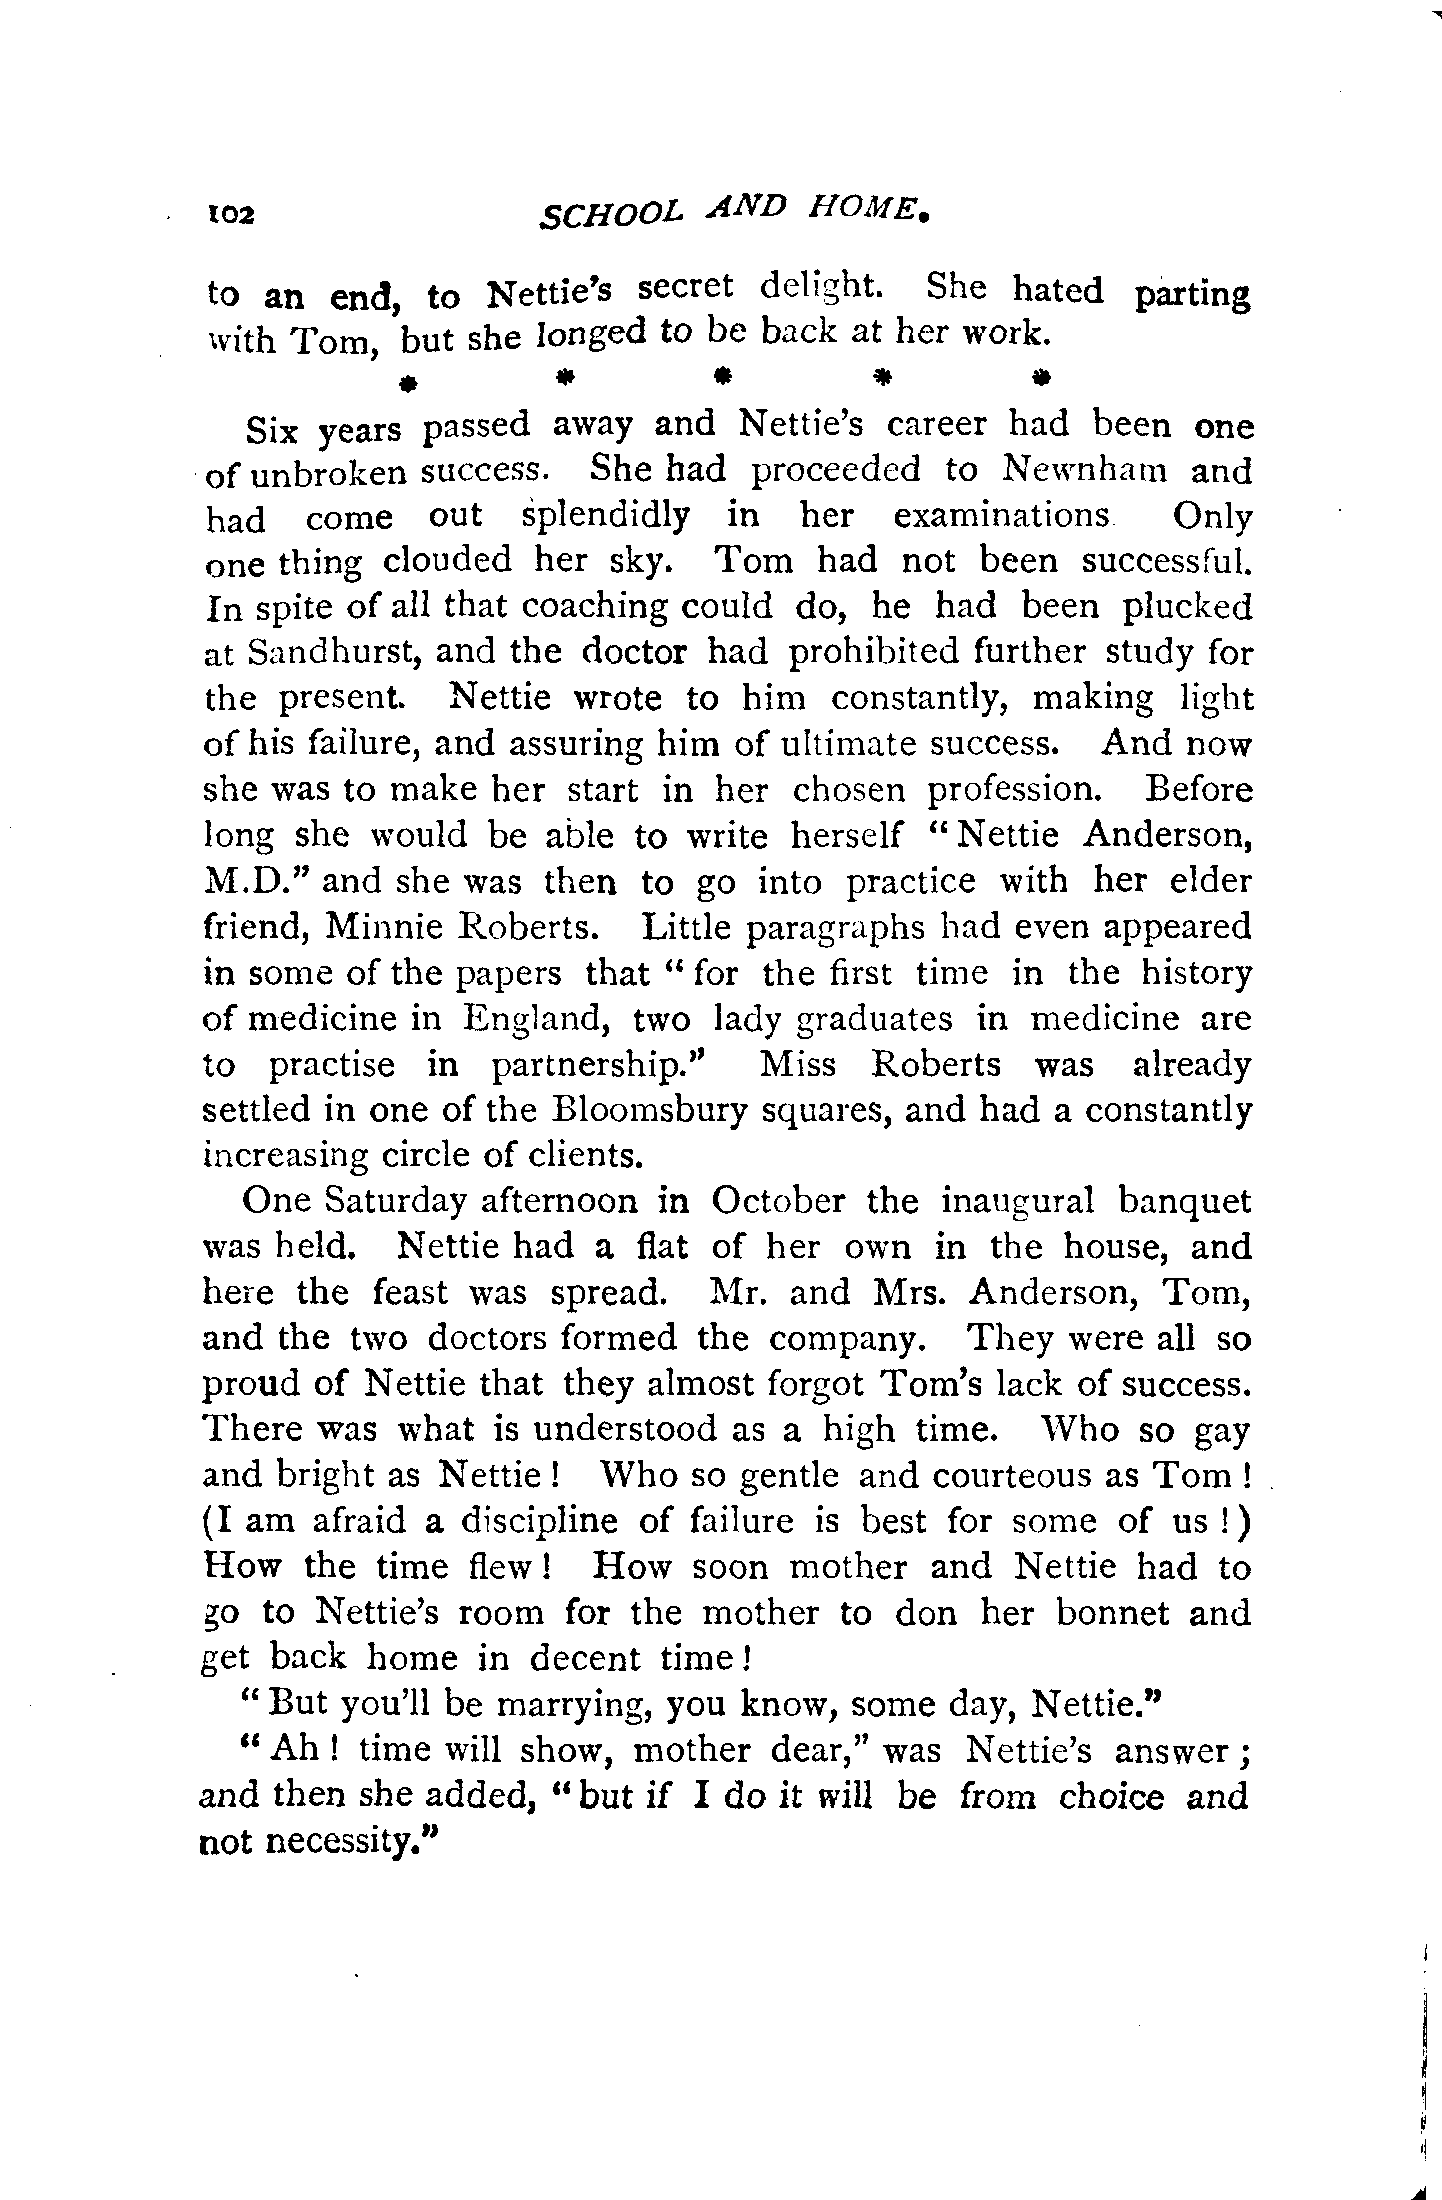 102 SCHOOL AND HOME.
to an end, to Nettie's secret delight. She hated parting
with Tom, but she longed to be back at her work.
* * * * *
Six years passed away and Nettie's career had been one
of unbroken success. She had proceeded to Newnham and
had come out splendidly in her examinations. Only
one thing clouded her sky. Tom had not been successful.
In spite of all that coaching could do, he had been plucked
at Sandhurst, and the doctor had prohibited further study for
the present. Nettie wrote to him constantly, making light
of his failure, and assuring him of ultimate success. And now
she was to make her start in her chosen profession. Before
long she would be able to write herself "Nettie Anderson,
M.D." and she was then to go into practice with her elder
friend, Minnie Roberts. Little paragraphs had even appeared
in some of the papers that "for the first time in the history
of medicine in England, two lady graduates in medicine are
to practise in partnership." Miss Roberts was already
settled in one of the Bloomsbury squares, and had a constantly
increasing circle of clients.
One Saturday afternoon in October the inaugural banquet
was held. Nettie had a flat of her own in the house, and
here the feast was spread. Mr. and Mrs. Anderson, Tom,
and the two doctors formed the company. They were all so
proud of Nettie that they almost forgot Tom's lack of success.
There was what is understood as a high time. Who so gay
and bright as Nettie! Who so gentle and courteous as Tom!
(I am afraid a discipline of failure is best for some of us!)
How the time flew! How soon mother and Nettie had to
go to Nettie's room for the mother to don her bonnet and
get back home in decent time!
"But you'll be marrying, you know, some day, Nettie."
"Ah! time will show, mother dear," was Nettie's answer;
and then she added, "but if I do it will be from choice and
not necessity."